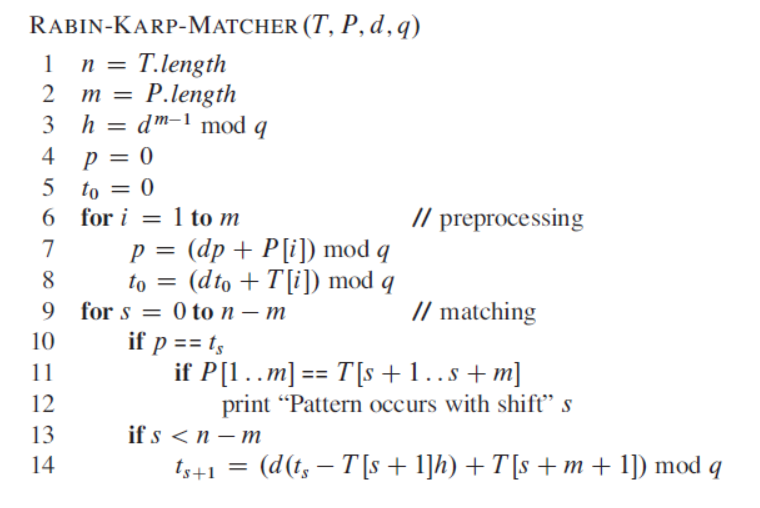 RABIN-KARP-MATCHER(T, P, d, q)
1 n = T.length
2 m = P.length
3 h = d^{m−1} mod q
4 p = 0
5 t₀ = 0
6 for i = 1 to m // preprocessing
7 p = (dp + P[i]) mod q
8 t₀ = (dt₀ + T[i]) mod q
9 for s = 0 to n − m // matching
10 if p == tₛ
11 if P[1..m] == T[s + 1..s + m]
12 print “Pattern occurs with shift” s
13 if s < n − m
14 tₛ₊₁ = (d(tₛ − T[s + 1]h) + T[s + m + 1]) mod q